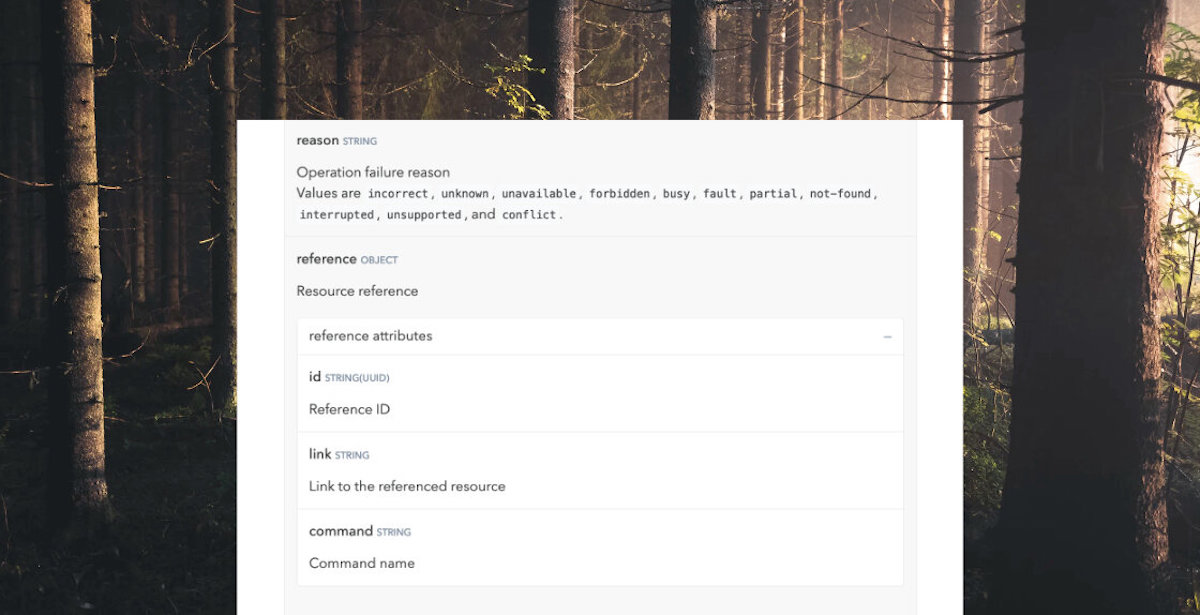 reason STRING
Operation failure reason
Values are incorrect, unknown, unavailable, forbidden, busy, fault, partial, not-found,
interrupted, unsupported, and conflict.
reference OBJECT
Resource reference
reference attributes –
id STRING(UUID)
Reference ID
link STRING
Link to the referenced resource
command STRING
Command name